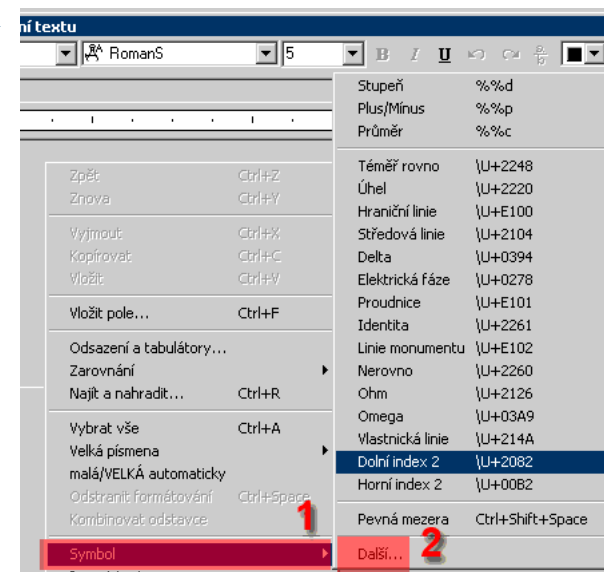 ní textu
RomanS 5 B I U
Zpět Ctrl+Z
Znova Ctrl+Y
Vyjmout Ctrl+X
Kopírovat Ctrl+C
Vložit Ctrl+V
Vložit pole... Ctrl+F
Odsazení a tabulátory...
Zarovnání
Najít a nahradit... Ctrl+R
Vybrat vše Ctrl+A
Velká písmena
malá/VELKÁ automaticky
Odstranit formátování Ctrl+Space
Kombinovat odstavce
1
Symbol
Stupeň %%d
Plus/Mínus %%p
Průměr %%c
Téměř rovno \U+2248
Úhel \U+2220
Hraniční linie \U+E100
Středová linie \U+2104
Delta \U+0394
Elektrická fáze \U+0278
Proudnice \U+E101
Identita \U+2261
Linie monumentu \U+E102
Nerovno \U+2260
Ohm \U+2126
Omega \U+03A9
Vlastnická linie \U+214A
Dolní index 2 \U+2082
Horní index 2 \U+00B2
Pevná mezera Ctrl+Shift+Space
Další... 2